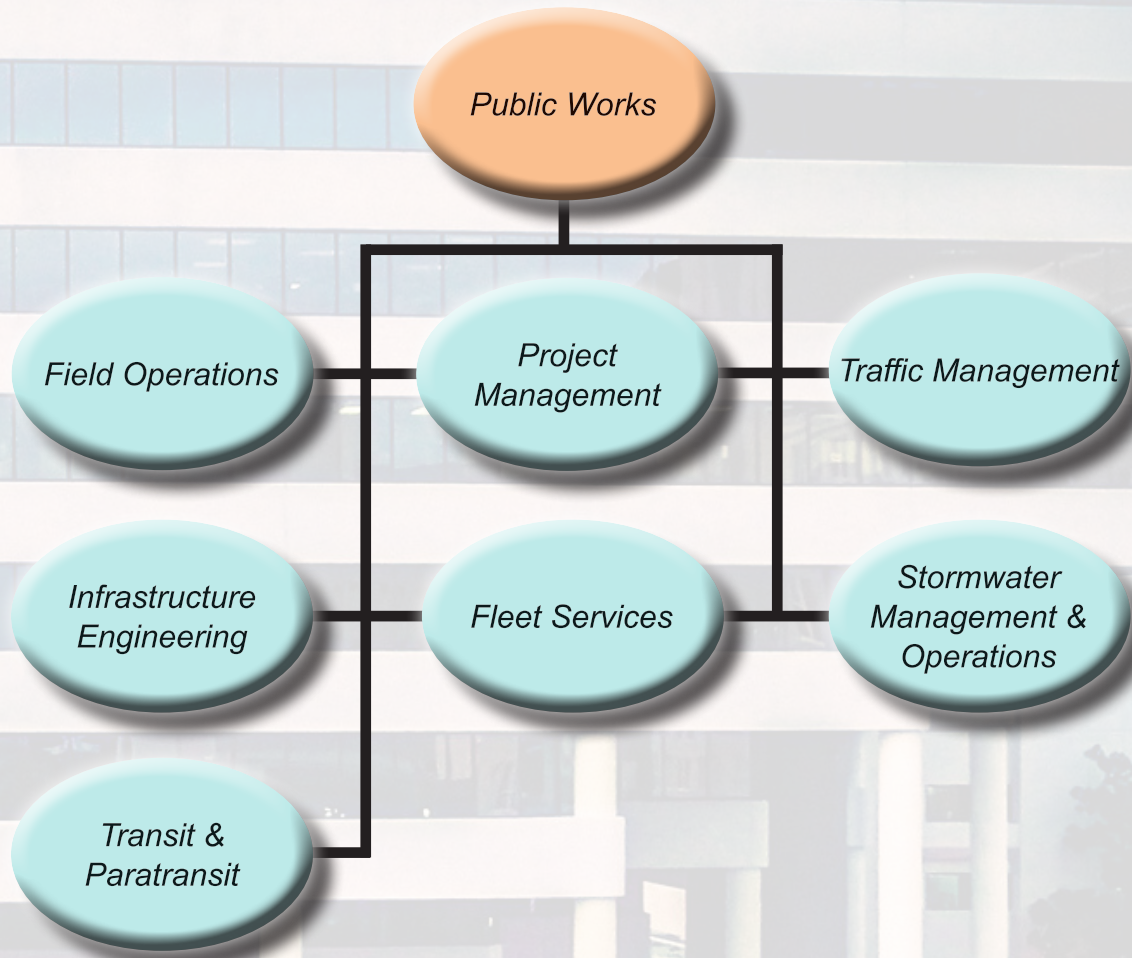 Public Works
Field Operations
Project
Management
Traffic Management
Infrastructure
Engineering
Fleet Services
Stormwater
Management &
Operations
Transit &
Paratransit